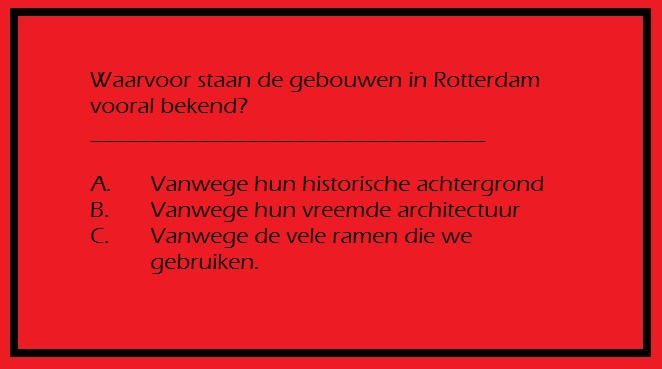 Waarvoor staan de gebouwen in Rotterdam
vooral bekend?
A. Vanwege hun historische achtergrond
B. Vanwege hun vreemde architectuur
C. Vanwege de vele ramen die we
gebruiken.